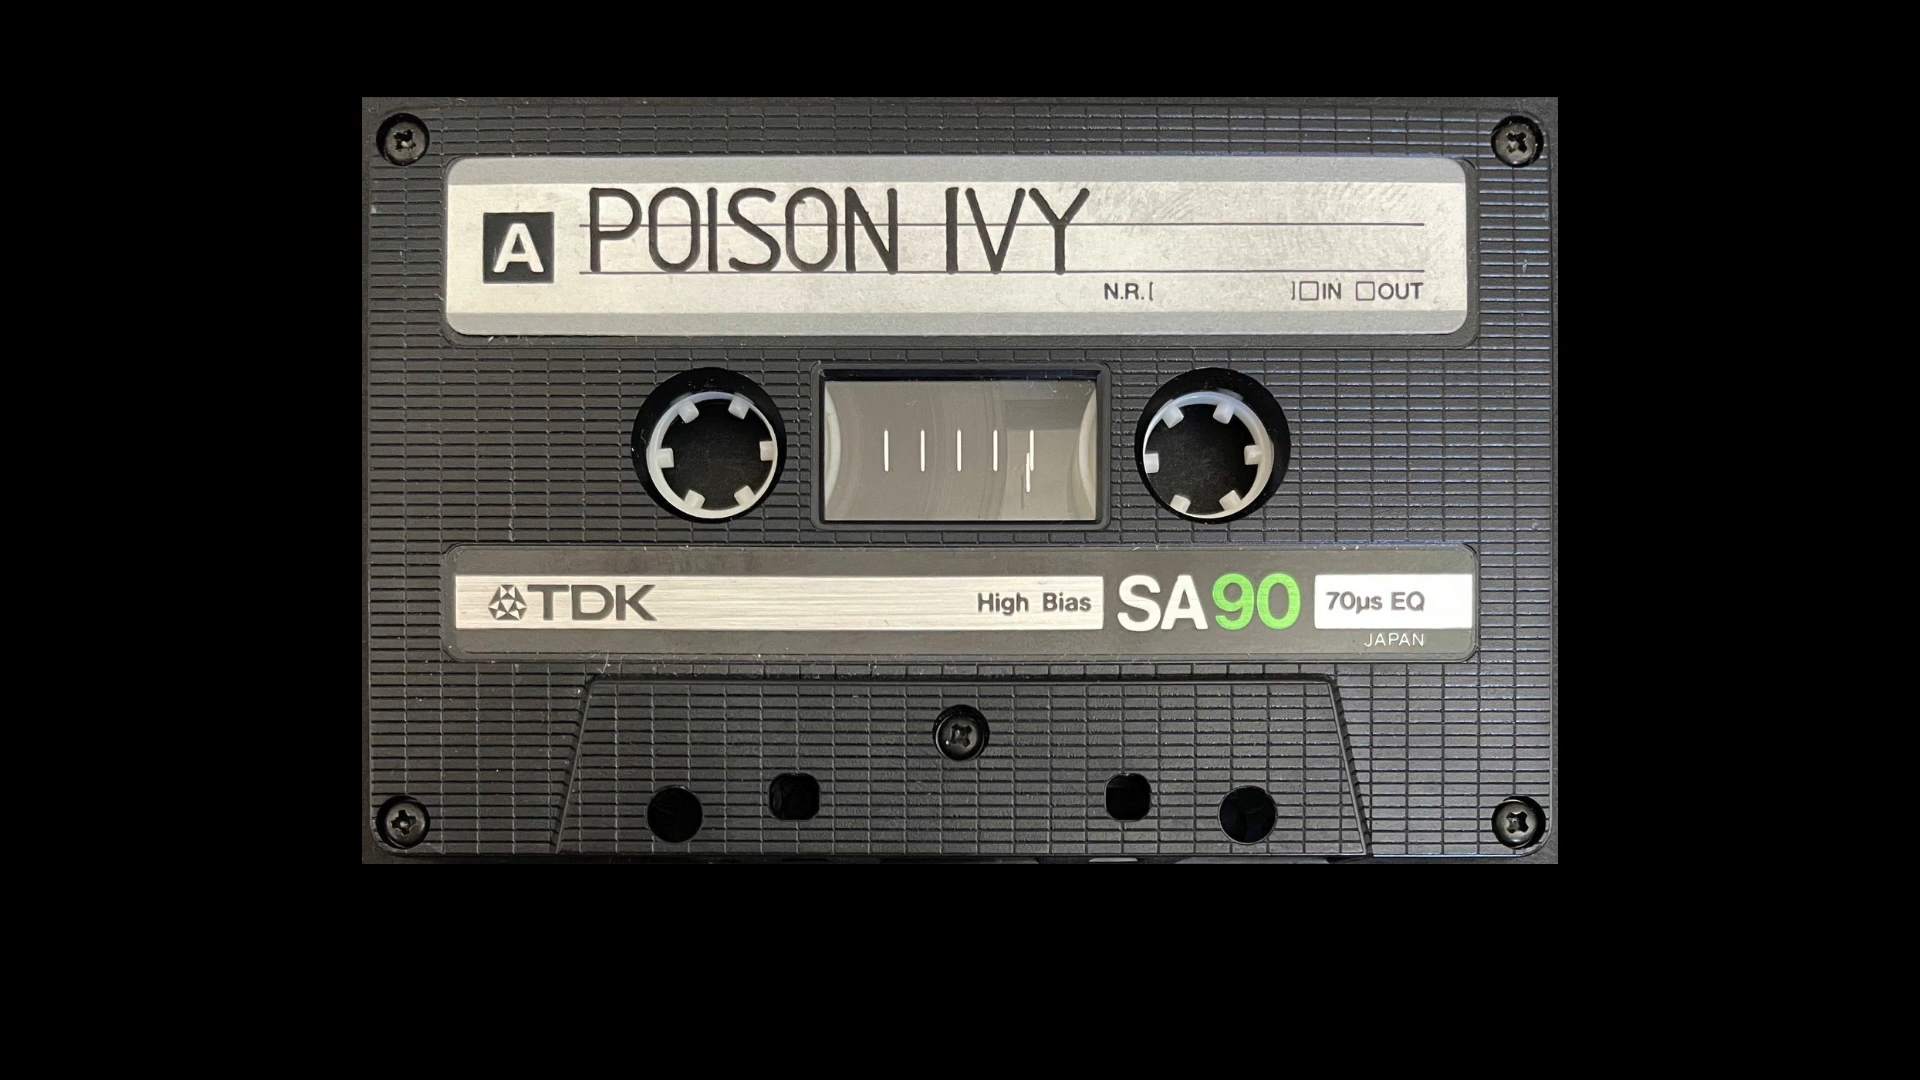 A POISON IVY
N.R.[ ]☐IN ☐OUT
TDK High Bias SA90 70µs EQ
JAPAN